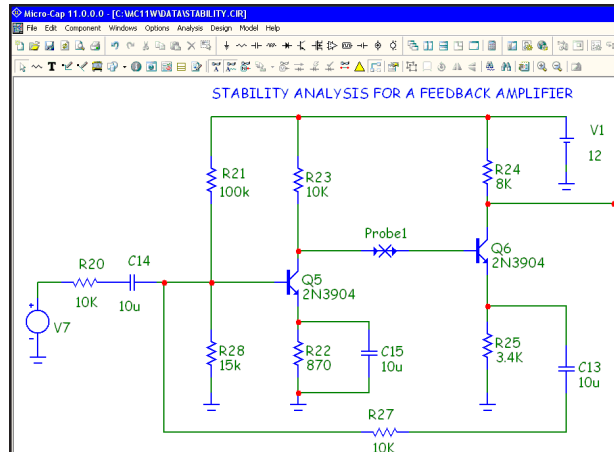 Micro-Cap 11.0.0.0 - [C:\MC11W\DATA\STABILITY.CIR]
File Edit Component Windows Options Analysis Design Model Help
STABILITY ANALYSIS FOR A FEEDBACK AMPLIFIER
V1
12
R21
100k
R23
10K
R24
8K
Probe1
Q6
2N3904
R20
10K
C14
10u
Q5
2N3904
V7
R28
15k
R22
870
C15
10u
R25
3.4K
C13
10u
R27
10K